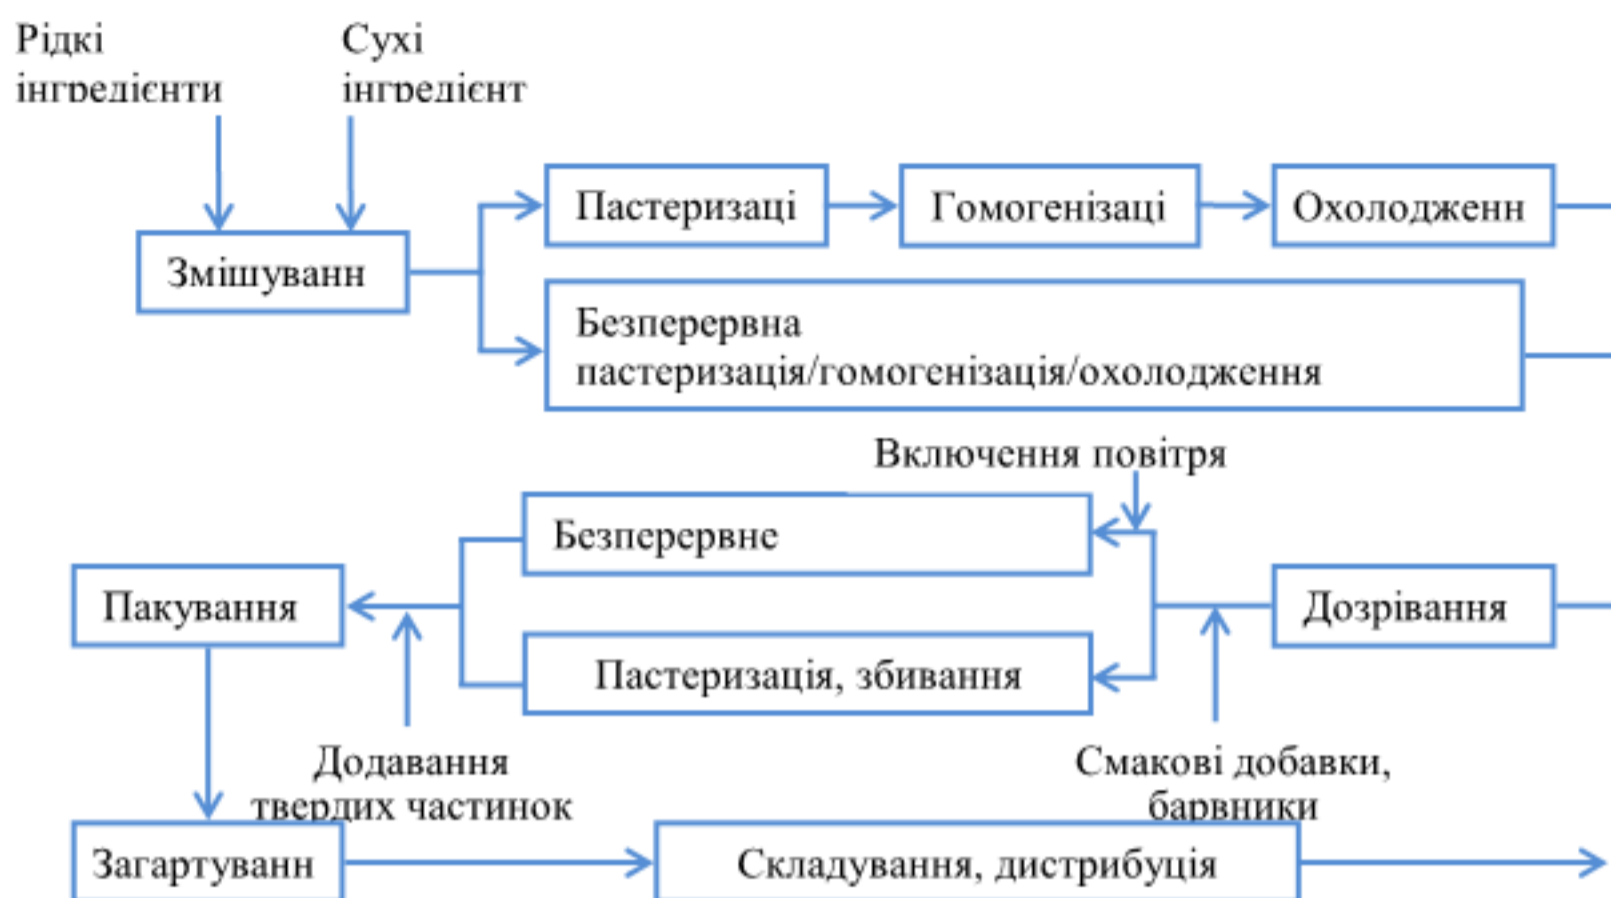 Рідкі
інгредієнти
Сухі
інгредієнт
Змішуванн
Пастеризаці
Гомогенізаці
Охолодженн
Безперервна
пастеризація/гомогенізація/охолодження
Включення повітря
Безперервне
Пакування
Дозрівання
Пастеризація, збивання
Додавання
твердих частинок
Смакові добавки,
барвники
Загартуванн
Складування, дистрибуція